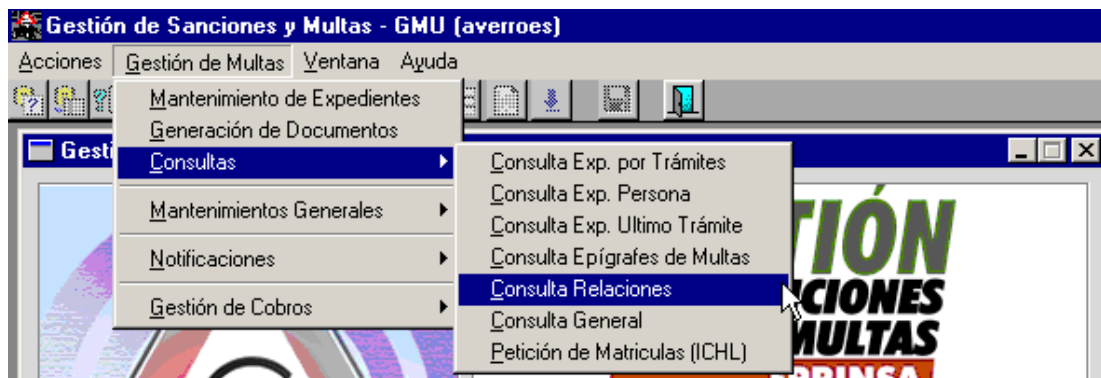 Gestión de Sanciones y Multas - GMU (averroes)
Acciones Gestión de Multas Ventana Ayuda
Mantenimiento de Expedientes
Generación de Documentos
Consultas
Mantenimientos Generales
Notificaciones
Gestión de Cobros
Gesti
Consulta Exp. por Trámites
Consulta Exp. Persona
Consulta Exp. Ultimo Trámite
Consulta Epígrafes de Multas
Consulta Relaciones
Consulta General
Petición de Matriculas (ICHL)
TIÓN
CIONES
MULTAS